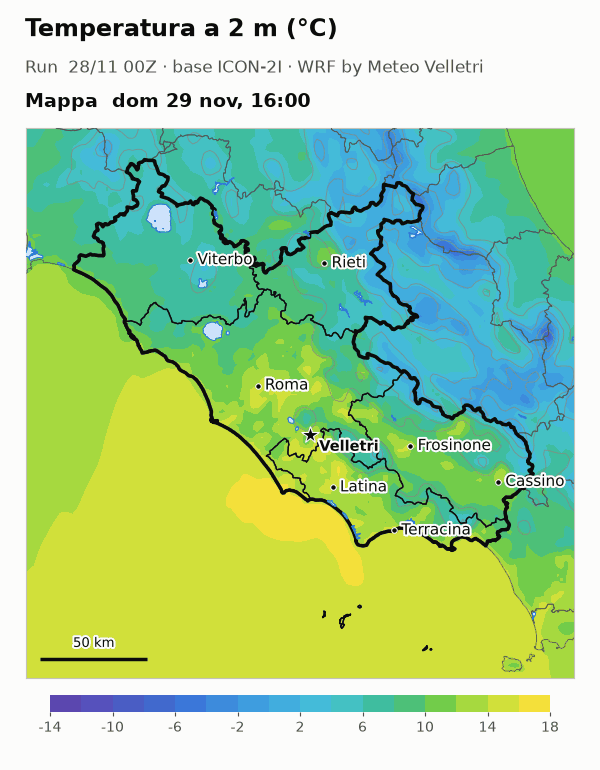 Temperatura a 2 m (°C)
Run 28/11 00Z · base ICON-2I · WRF by Meteo Velletri
Mappa dom 29 nov, 16:00
Viterbo
Rieti
Roma
Velletri
Frosinone
Latina
Cassino
Terracina
50 km
-14 -10 -6 -2 2 6 10 14 18